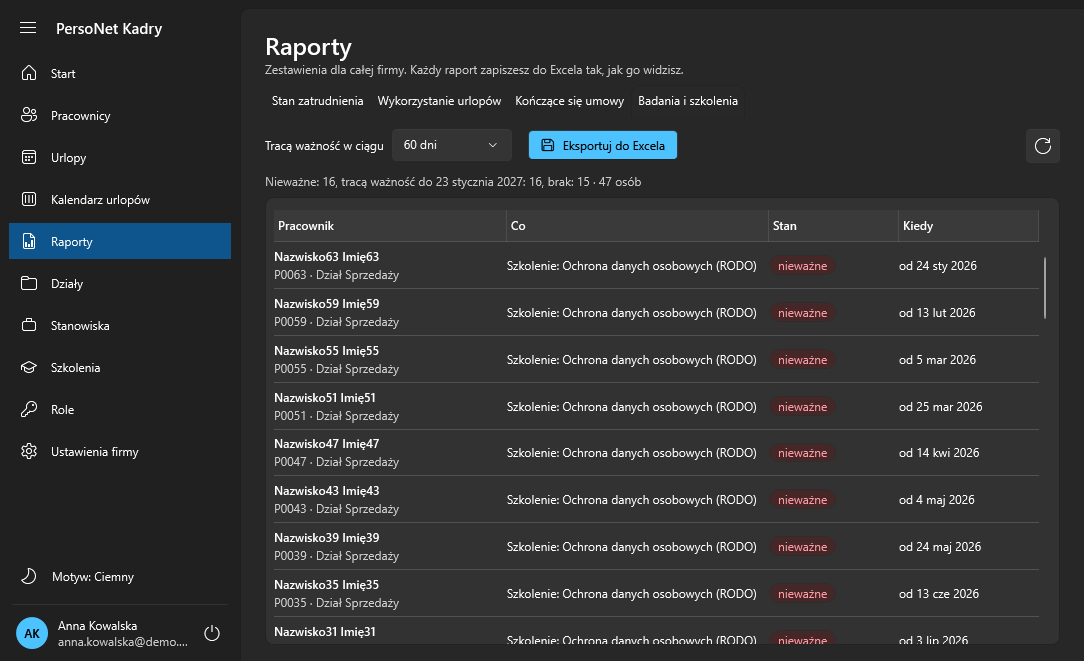 PersoNet Kadry
Start
Pracownicy
Urlopy
Kalendarz urlopów
Raporty
Działy
Stanowiska
Szkolenia
Role
Ustawienia firmy
Motyw: Ciemny
AK
Anna Kowalska
anna.kowalska@demo....
Raporty
Zestawienia dla całej firmy. Każdy raport zapiszesz do Excela tak, jak go widzisz.
Stan zatrudnienia Wykorzystanie urlopów Kończące się umowy Badania i szkolenia
Tracą ważność w ciągu 60 dni Eksportuj do Excela
Nieważne: 16, tracą ważność do 23 stycznia 2027: 16, brak: 15 · 47 osób
Pracownik Co Stan Kiedy
Nazwisko63 Imię63
P0063 · Dział Sprzedaży
Szkolenie: Ochrona danych osobowych (RODO) nieważne od 24 sty 2026
Nazwisko59 Imię59
P0059 · Dział Sprzedaży
Szkolenie: Ochrona danych osobowych (RODO) nieważne od 13 lut 2026
Nazwisko55 Imię55
P0055 · Dział Sprzedaży
Szkolenie: Ochrona danych osobowych (RODO) nieważne od 5 mar 2026
Nazwisko51 Imię51
P0051 · Dział Sprzedaży
Szkolenie: Ochrona danych osobowych (RODO) nieważne od 25 mar 2026
Nazwisko47 Imię47
P0047 · Dział Sprzedaży
Szkolenie: Ochrona danych osobowych (RODO) nieważne od 14 kwi 2026
Nazwisko43 Imię43
P0043 · Dział Sprzedaży
Szkolenie: Ochrona danych osobowych (RODO) nieważne od 4 maj 2026
Nazwisko39 Imię39
P0039 · Dział Sprzedaży
Szkolenie: Ochrona danych osobowych (RODO) nieważne od 24 maj 2026
Nazwisko35 Imię35
P0035 · Dział Sprzedaży
Szkolenie: Ochrona danych osobowych (RODO) nieważne od 13 cze 2026
Nazwisko31 Imię31
Szkolenie: Ochrona danych osobowych (RODO) nieważne od 3 lip 2026